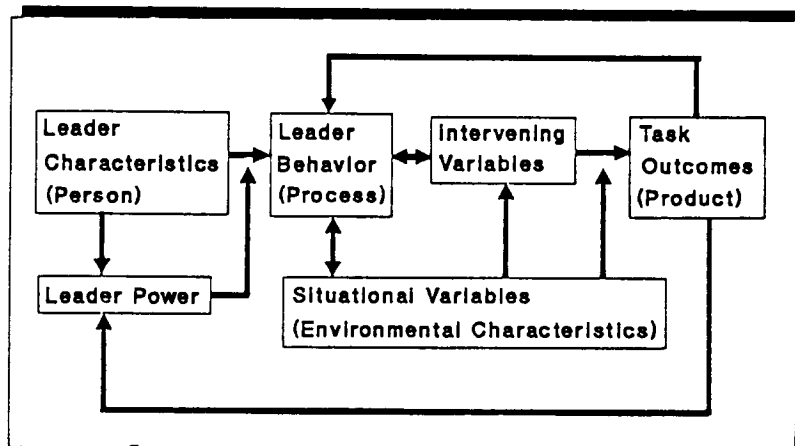 Leader
Characteristics
(Person)
Leader
Behavior
(Process)
Intervening
Variables
Task
Outcomes
(Product)
Leader Power
Situational Variables
(Environmental Characteristics)